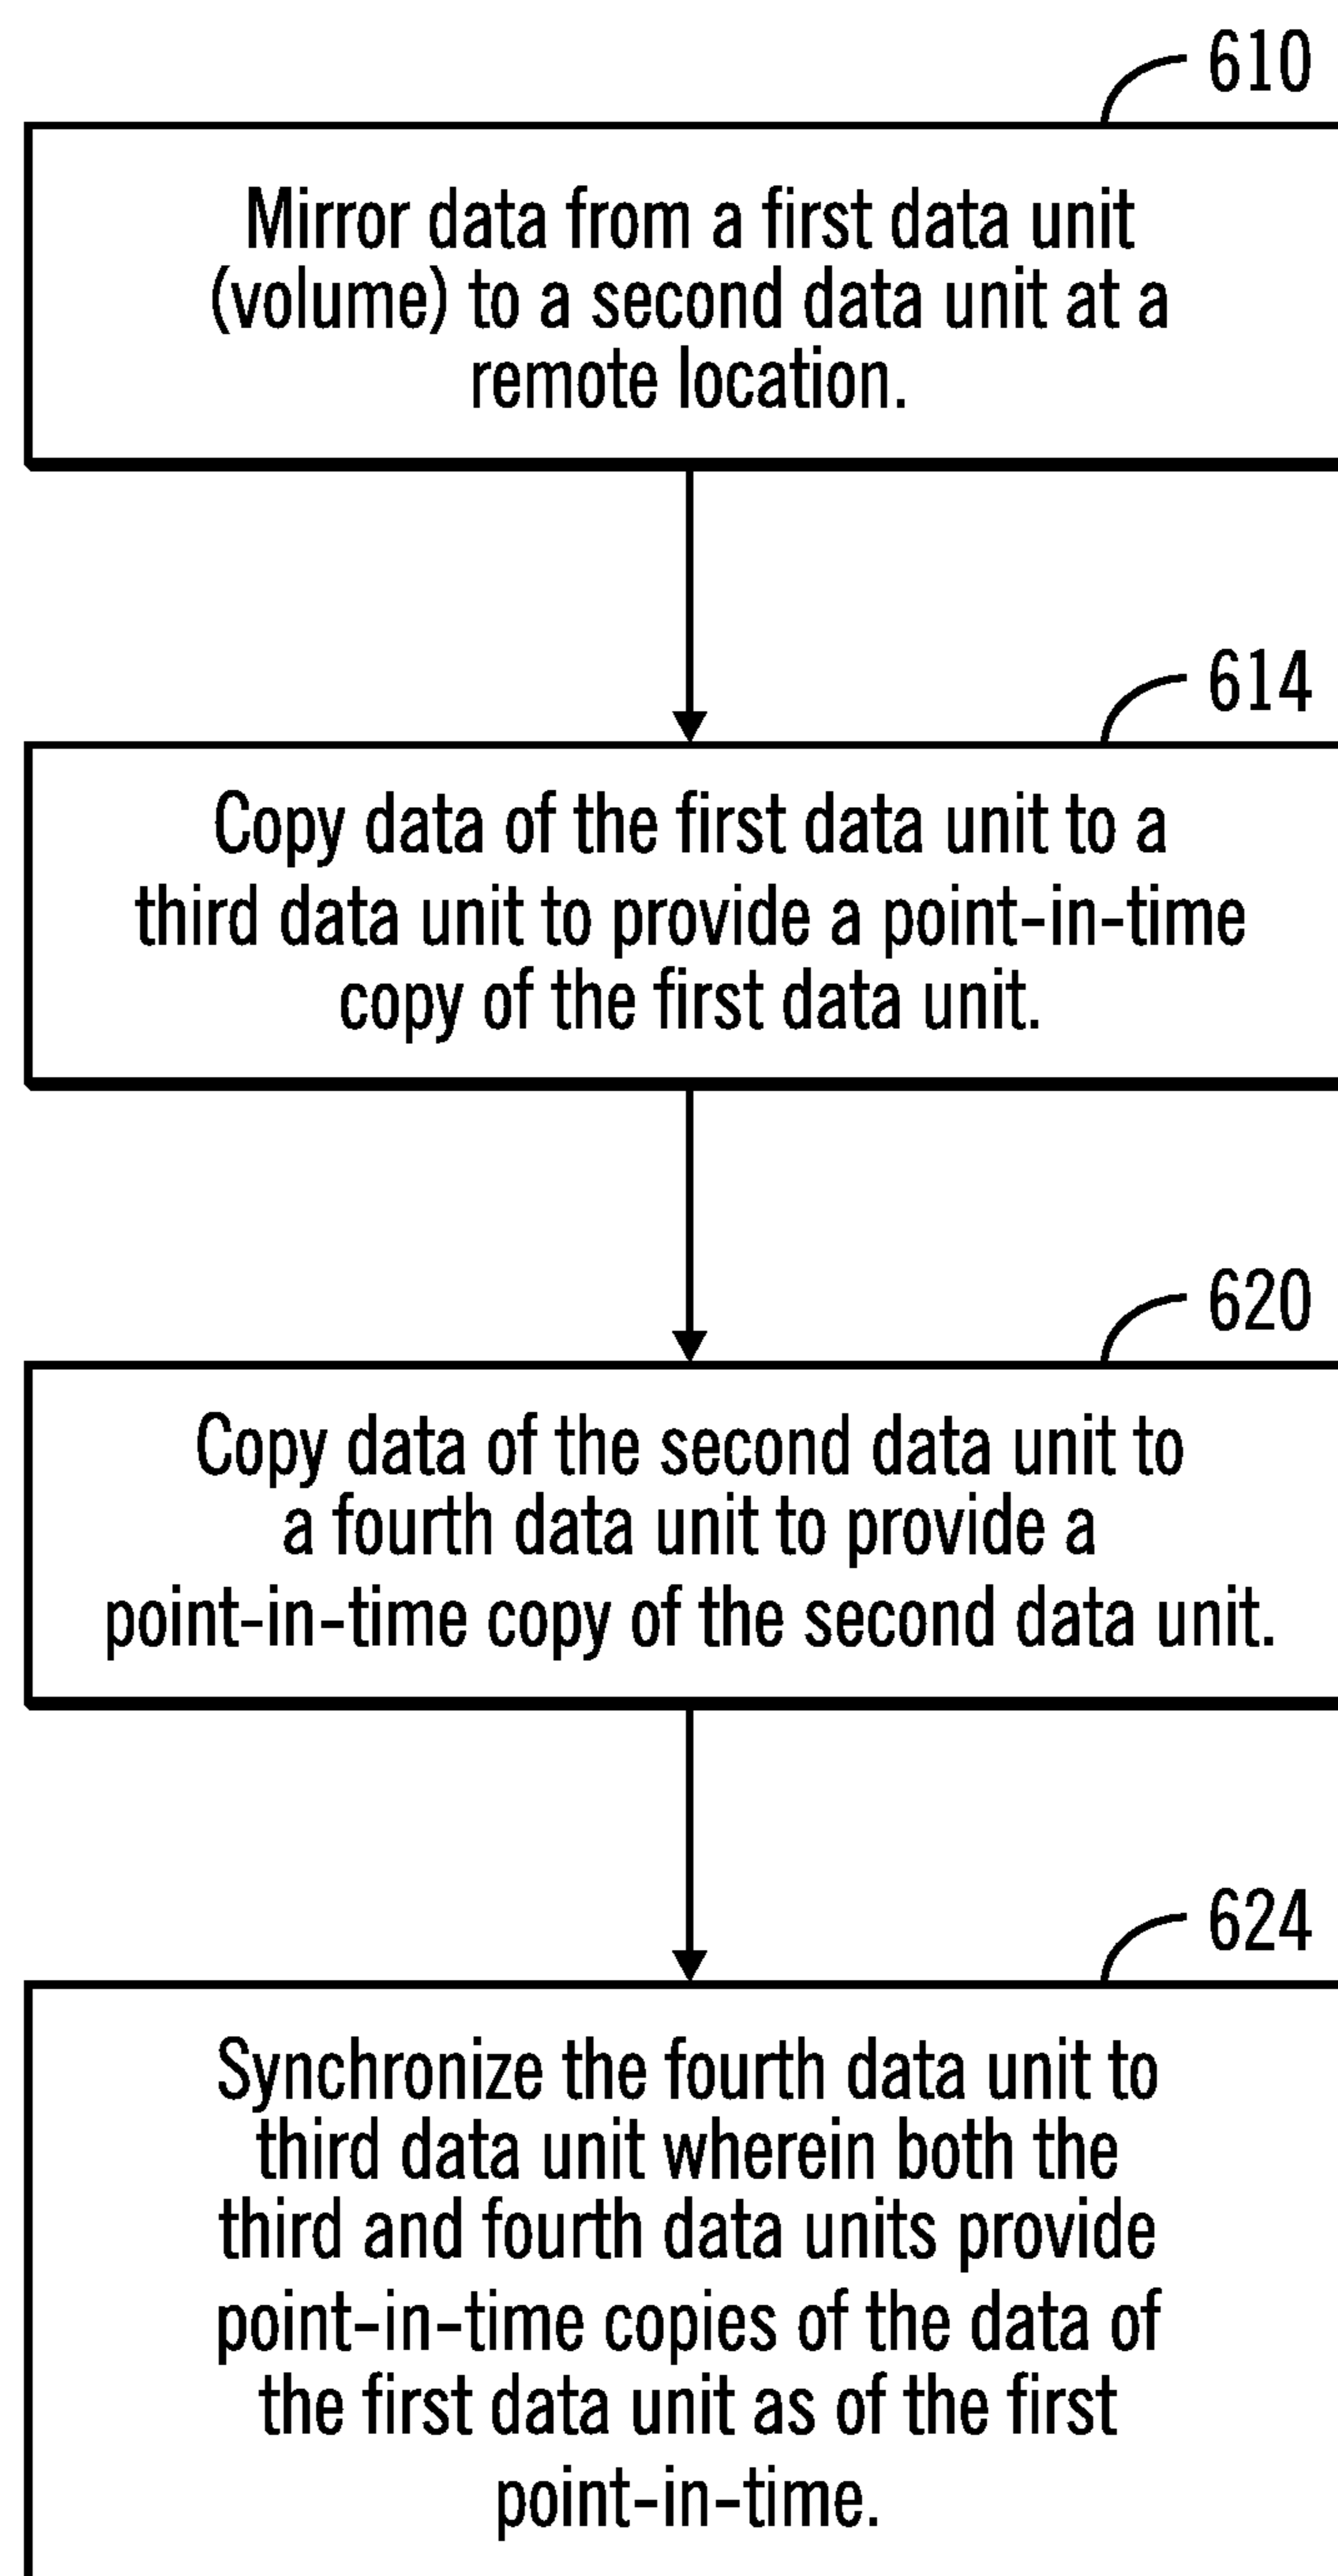 610
Mirror data from a first data unit
(volume) to a second data unit at a
remote location.
614
Copy data of the first data unit to a
third data unit to provide a point-in-time
copy of the first data unit.
620
Copy data of the second data unit to
a fourth data unit to provide a
point-in-time copy of the second data unit.
624
Synchronize the fourth data unit to
third data unit wherein both the
third and fourth data units provide
point-in-time copies of the data of
the first data unit as of the first
point-in-time.